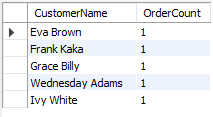 CustomerName OrderCount
Eva Brown 1
Frank Kaka 1
Grace Billy 1
Wednesday Adams 1
Ivy White 1